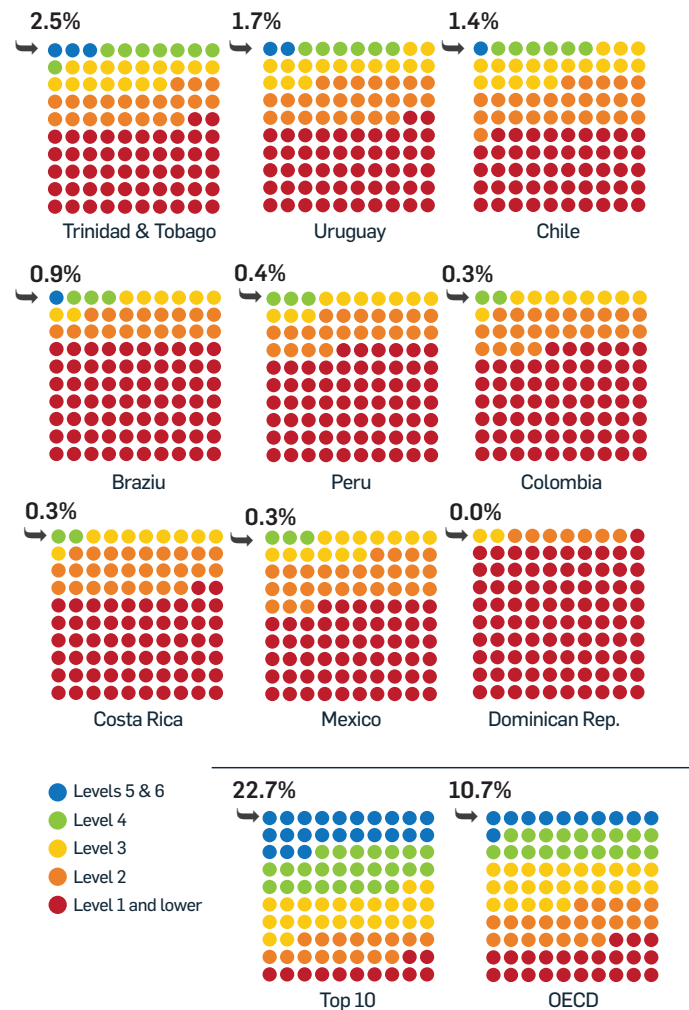 2.5%
1.7%
1.4%
Trinidad & Tobago
Uruguay
Chile
0.9%
0.4%
0.3%
Braziu
Peru
Colombia
0.3%
0.3%
0.0%
Costa Rica
Mexico
Dominican Rep.
Levels 5 & 6
Level 4
Level 3
Level 2
Level 1 and lower
22.7%
10.7%
Top 10
OECD